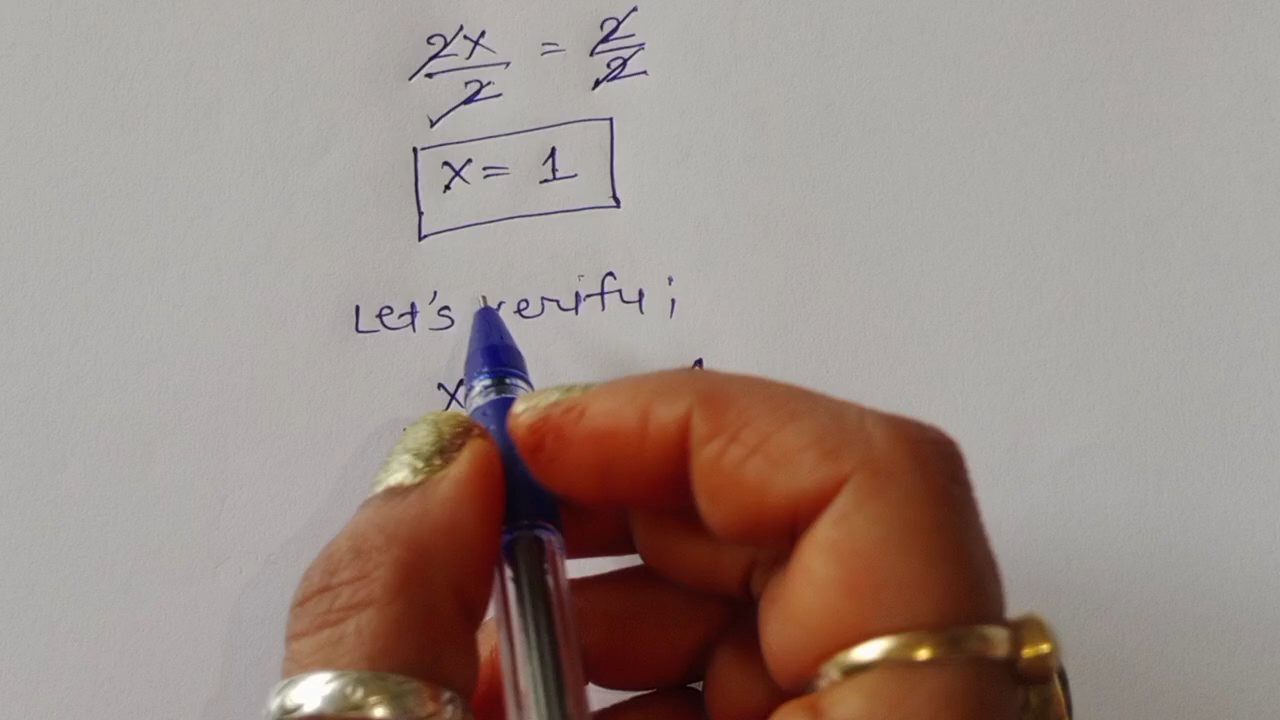 2x/2 = 2/2
x = 1
Let's verify;
x